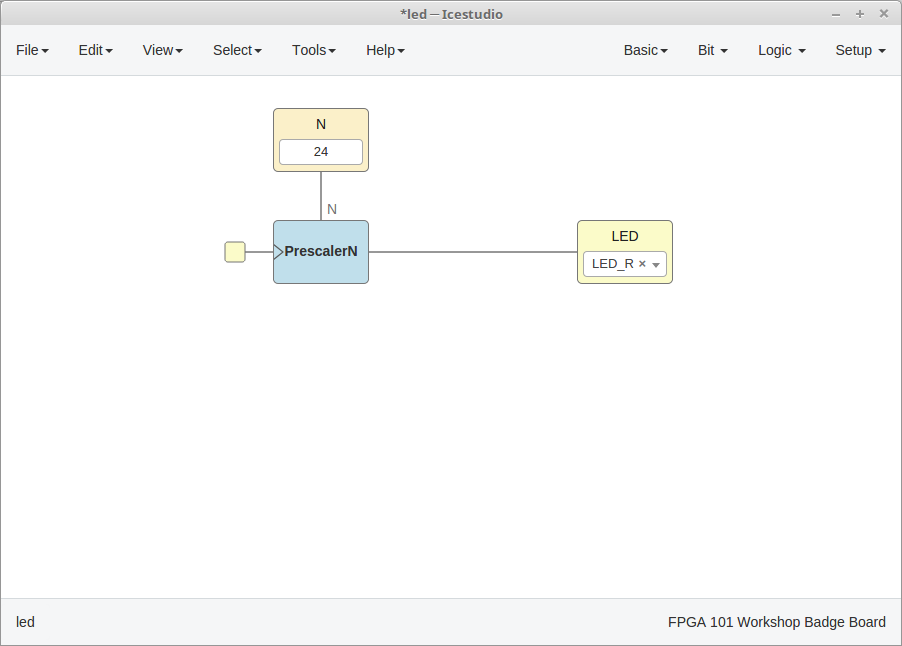 *led — Icestudio
File Edit View Select Tools Help Basic Bit Logic Setup
N
24
N
PrescalerN
LED
LED_R ×
led
FPGA 101 Workshop Badge Board